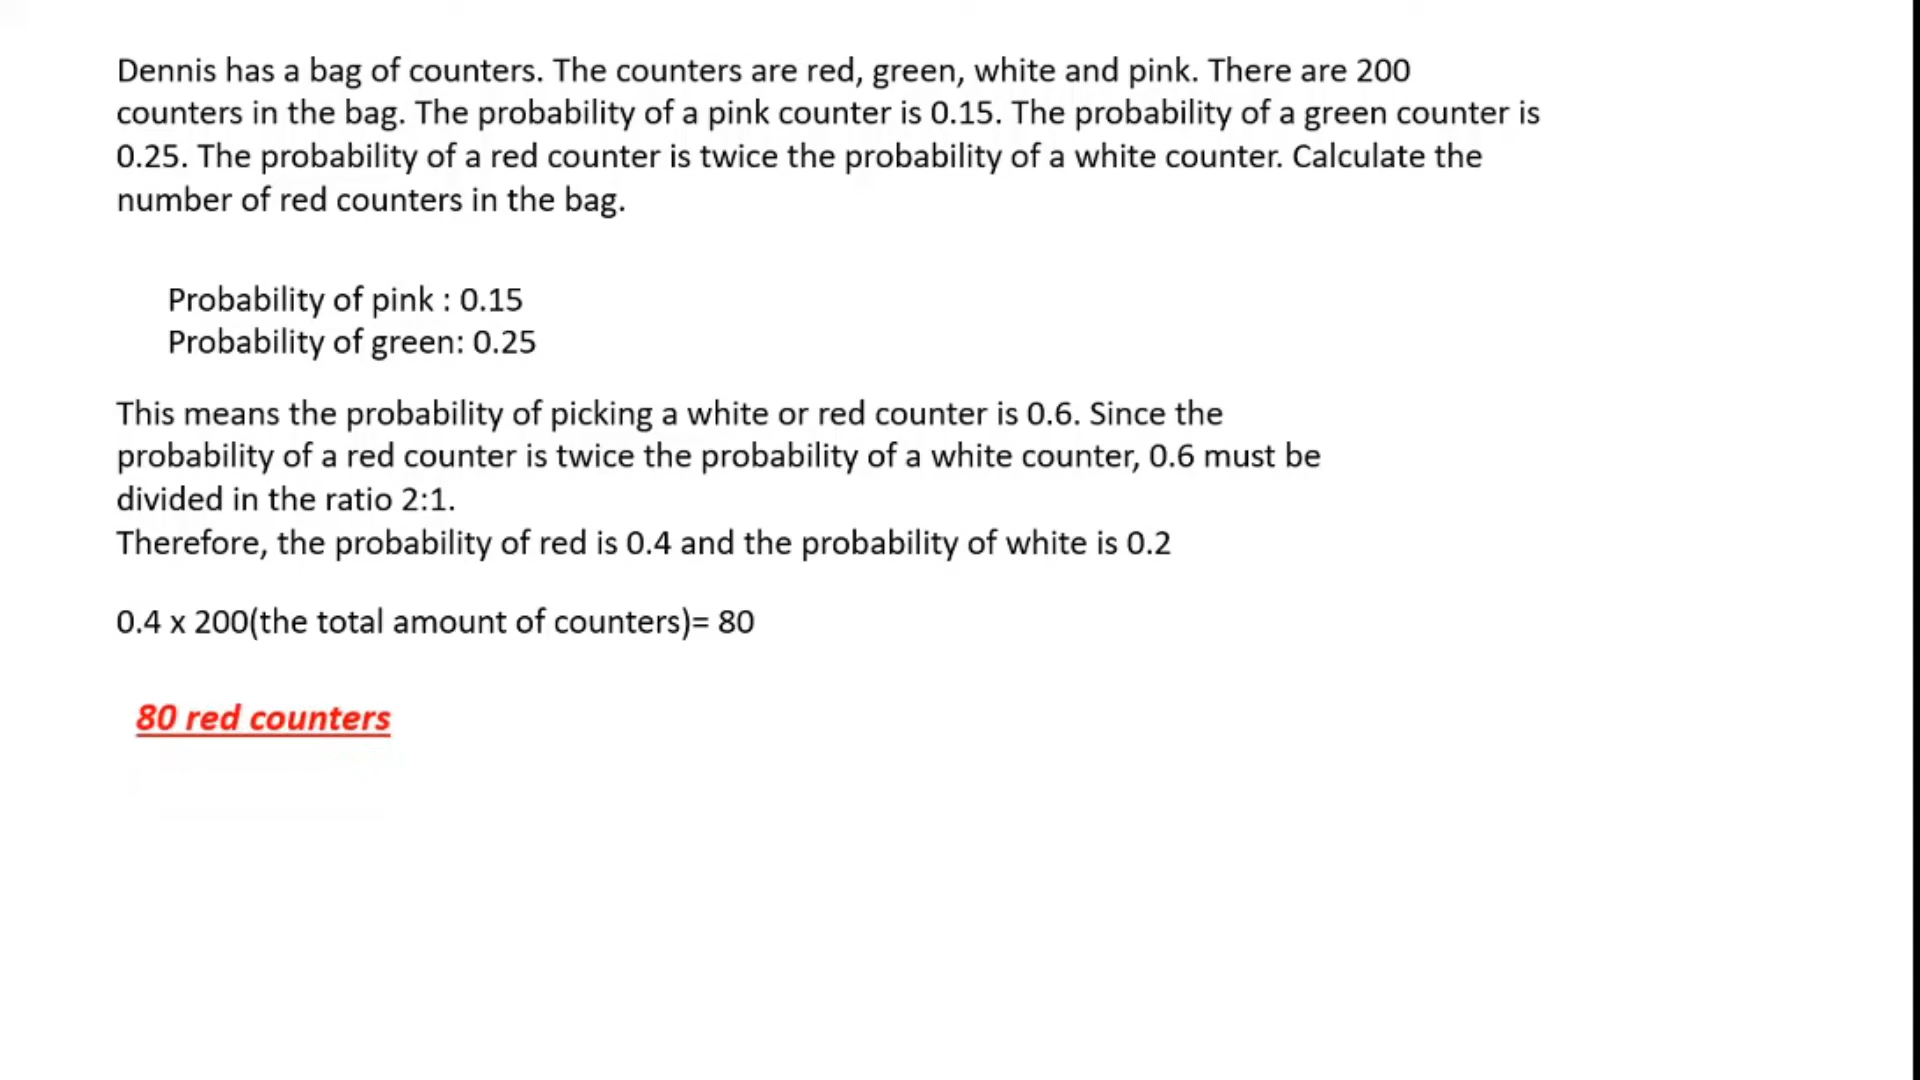 Dennis has a bag of counters. The counters are red, green, white and pink. There are 200
counters in the bag. The probability of a pink counter is 0.15. The probability of a green counter is
0.25. The probability of a red counter is twice the probability of a white counter. Calculate the
number of red counters in the bag.
Probability of pink : 0.15
Probability of green: 0.25
This means the probability of picking a white or red counter is 0.6. Since the
probability of a red counter is twice the probability of a white counter, 0.6 must be
divided in the ratio 2:1.
Therefore, the probability of red is 0.4 and the probability of white is 0.2
0.4 x 200(the total amount of counters)= 80
80 red counters